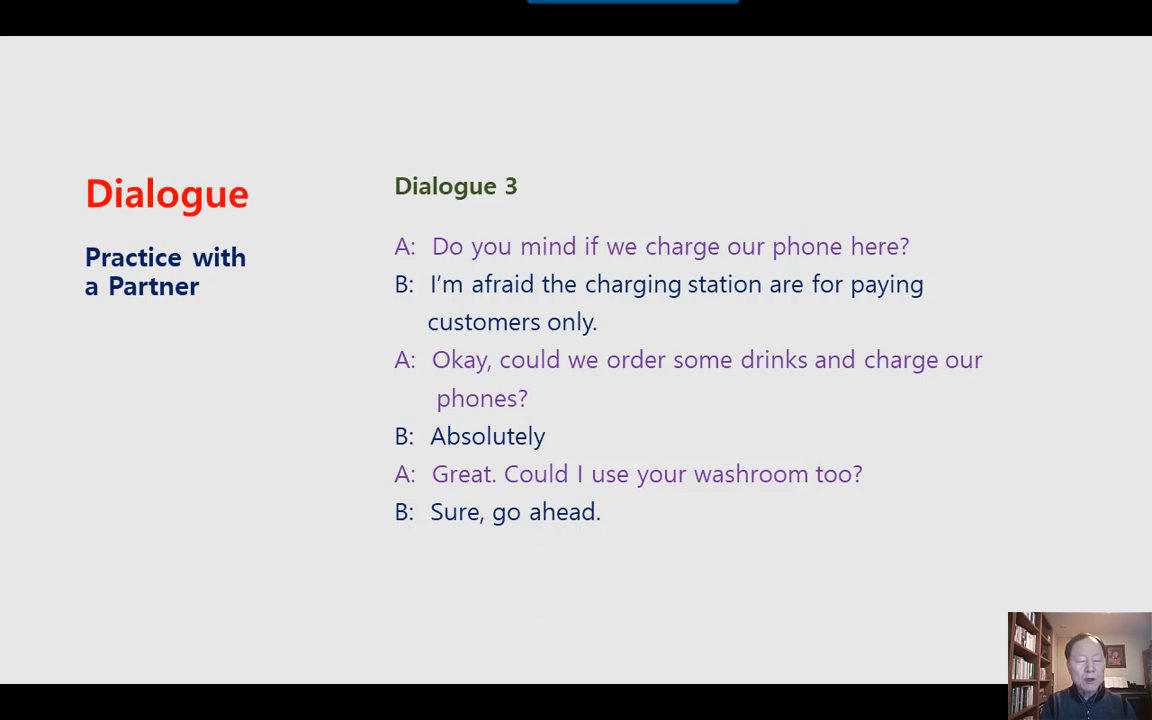 Dialogue
Practice with
a Partner
Dialogue 3
A: Do you mind if we charge our phone here?
B: I'm afraid the charging station are for paying
customers only.
A: Okay, could we order some drinks and charge our
phones?
B: Absolutely
A: Great. Could I use your washroom too?
B: Sure, go ahead.